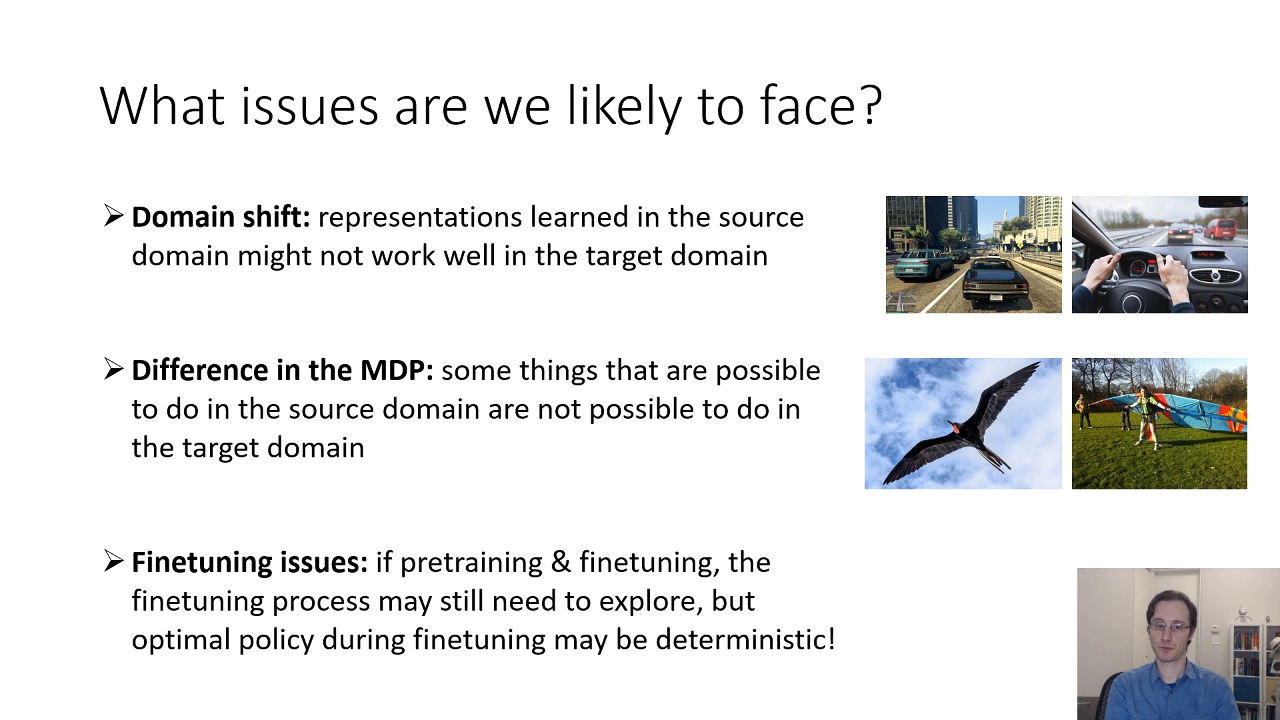 What issues are we likely to face?
➢ Domain shift: representations learned in the source
domain might not work well in the target domain
➢ Difference in the MDP: some things that are possible
to do in the source domain are not possible to do in
the target domain
➢ Finetuning issues: if pretraining & finetuning, the
finetuning process may still need to explore, but
optimal policy during finetuning may be deterministic!